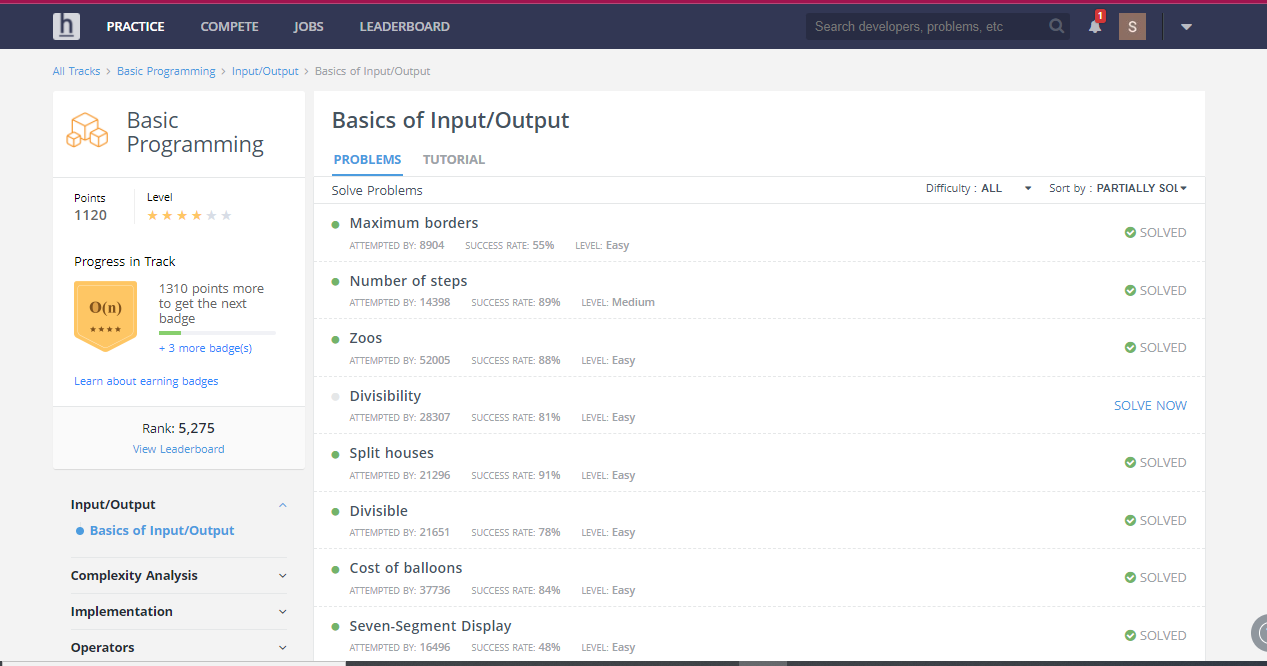 h PRACTICE COMPETE JOBS LEADERBOARD Search developers, problems, etc 1 S
All Tracks > Basic Programming > Input/Output > Basics of Input/Output
Basic
Programming
Points
1120
Level
Progress in Track
O(n)
1310 points more
to get the next
badge
+ 3 more badge(s)
Learn about earning badges
Rank: 5,275
View Leaderboard
Input/Output
Basics of Input/Output
Complexity Analysis
Implementation
Operators
Basics of Input/Output
PROBLEMS TUTORIAL
Solve Problems Difficulty : ALL Sort by : PARTIALLY SOL
Maximum borders
ATTEMPTED BY: 8904 SUCCESS RATE: 55% LEVEL: Easy
SOLVED
Number of steps
ATTEMPTED BY: 14398 SUCCESS RATE: 89% LEVEL: Medium
SOLVED
Zoos
ATTEMPTED BY: 52005 SUCCESS RATE: 88% LEVEL: Easy
SOLVED
Divisibility
ATTEMPTED BY: 28307 SUCCESS RATE: 81% LEVEL: Easy
SOLVE NOW
Split houses
ATTEMPTED BY: 21296 SUCCESS RATE: 91% LEVEL: Easy
SOLVED
Divisible
ATTEMPTED BY: 21651 SUCCESS RATE: 78% LEVEL: Easy
SOLVED
Cost of balloons
ATTEMPTED BY: 37736 SUCCESS RATE: 84% LEVEL: Easy
SOLVED
Seven-Segment Display
ATTEMPTED BY: 16496 SUCCESS RATE: 48% LEVEL: Easy
SOLVED